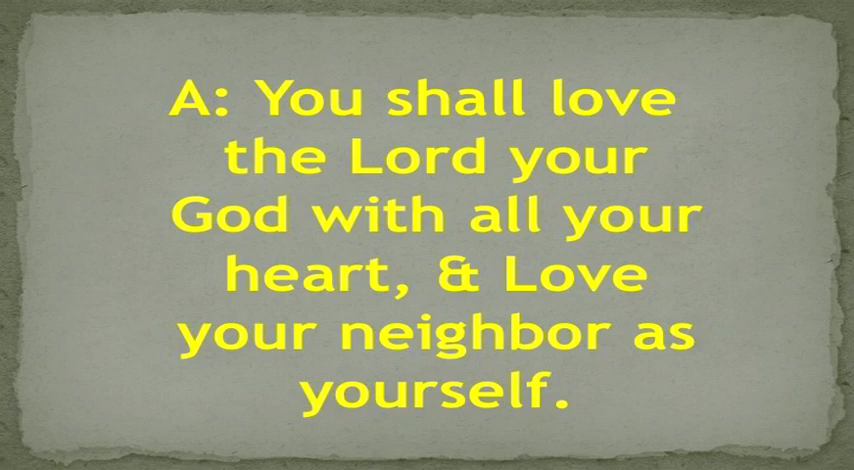 A: You shall love
the Lord your
God with all your
heart, & Love
your neighbor as
yourself.